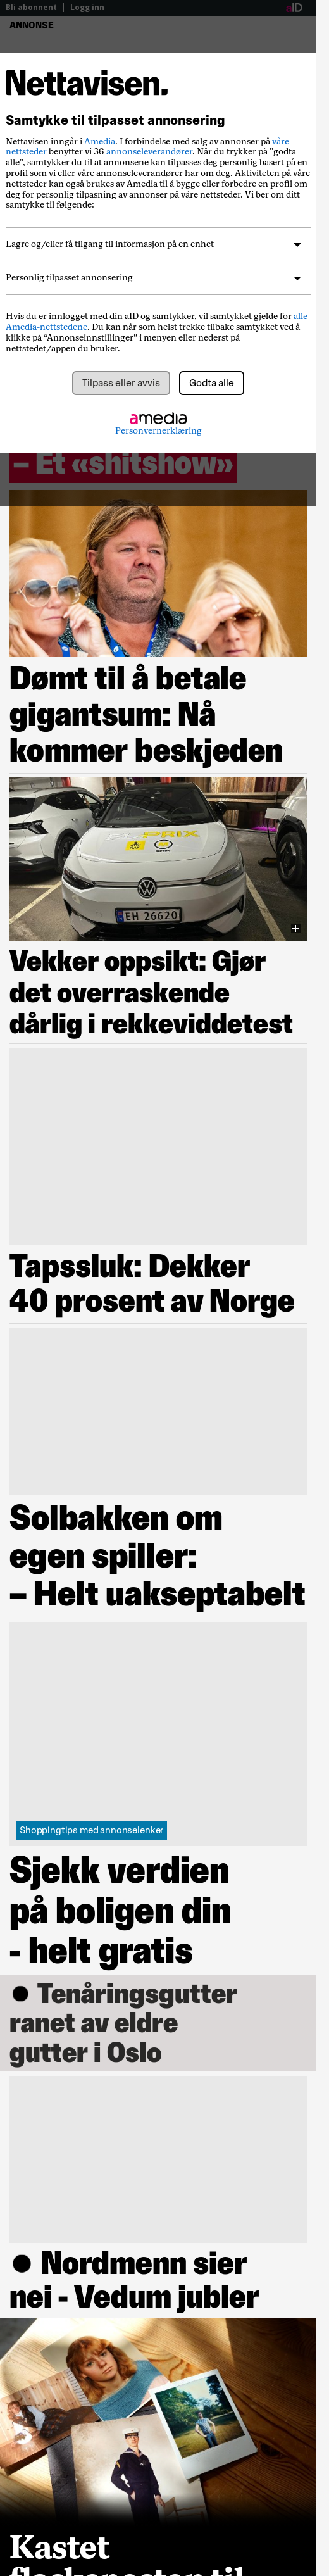 Bli abonnent
Logg inn
aID
ANNONSE
Nettavisen.
Samtykke til tilpasset annonsering
Nettavisen inngår i Amedia. I forbindelse med salg av annonser på våre
nettsteder benytter vi 36 annonseleverandører. Når du trykker på "godta
alle", samtykker du til at annonsene kan tilpasses deg personlig basert på en
profil som vi eller våre annonseleverandører har om deg. Aktiviteten på våre
nettsteder kan også brukes av Amedia til å bygge eller forbedre en profil om
deg for personlig tilpasning av annonser på våre nettsteder. Vi ber om ditt
samtykke til følgende:
Lagre og/eller få tilgang til informasjon på en enhet
Personlig tilpasset annonsering
Hvis du er innlogget med din aID og samtykker, vil samtykket gjelde for alle
Amedia-nettstedene. Du kan når som helst trekke tilbake samtykket ved å
klikke på “Annonseinnstillinger” i menyen eller nederst på
nettstedet/appen du bruker.
Tilpass eller avvis
Godta alle
amedia
Personvernerklæring
– Et «shitshow»
Dømt til å betale
gigantsum: Nå
kommer beskjeden
PRIX
EH 26620
Vekker oppsikt: Gjør
det overraskende
dårlig i rekkeviddetest
Tapssluk: Dekker
40 prosent av Norge
Solbakken om
egen spiller:
– Helt uakseptabelt
Shoppingtips med annonselenker
Sjekk verdien
på boligen din
- helt gratis
● Tenåringsgutter
ranet av eldre
gutter i Oslo
● Nordmenn sier
nei - Vedum jubler
Kastet